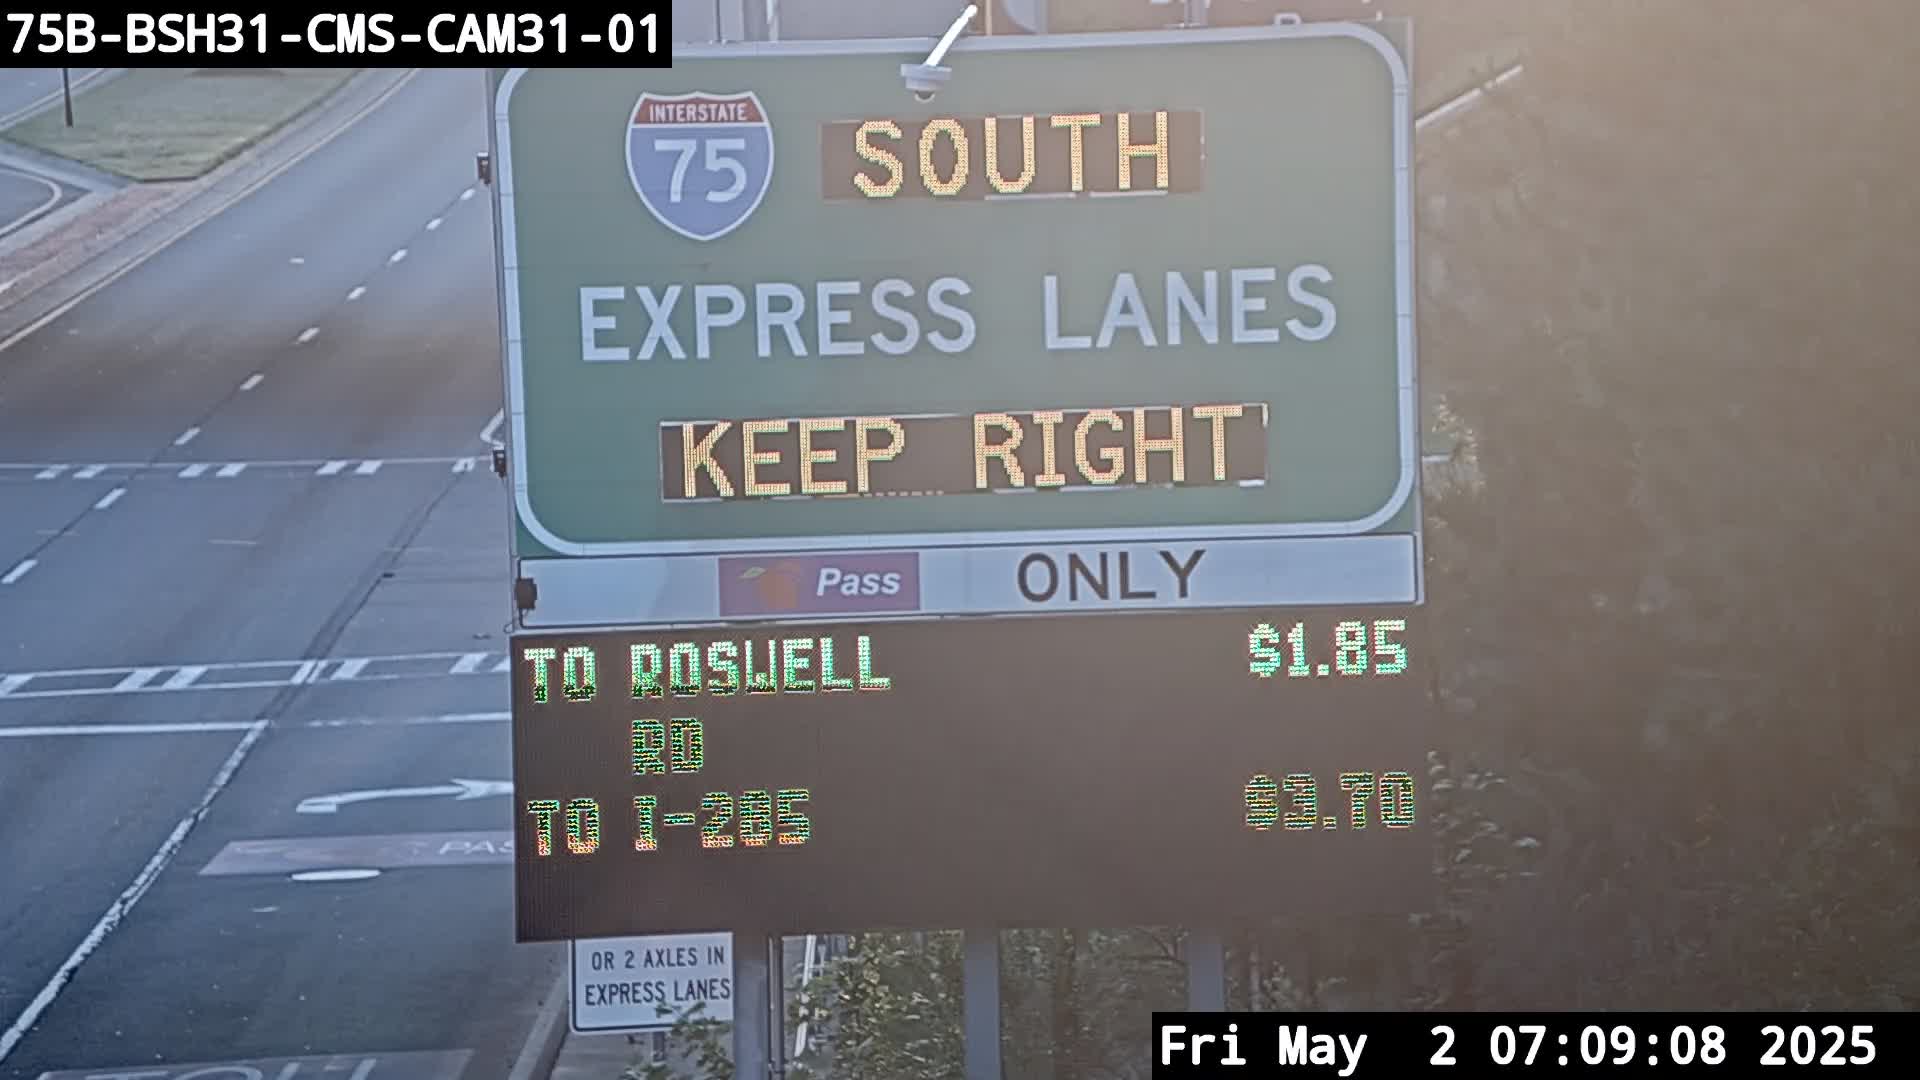 75B-BSH31-CMS-CAM31-01
INTERSTATE
75
SOUTH
EXPRESS LANES
KEEP RIGHT
Pass ONLY
TO ROSWELL $1.85
RD
TO I-285 $3.70
OR 2 AXLES IN
EXPRESS LANES
Fri May 2 07:09:08 2025